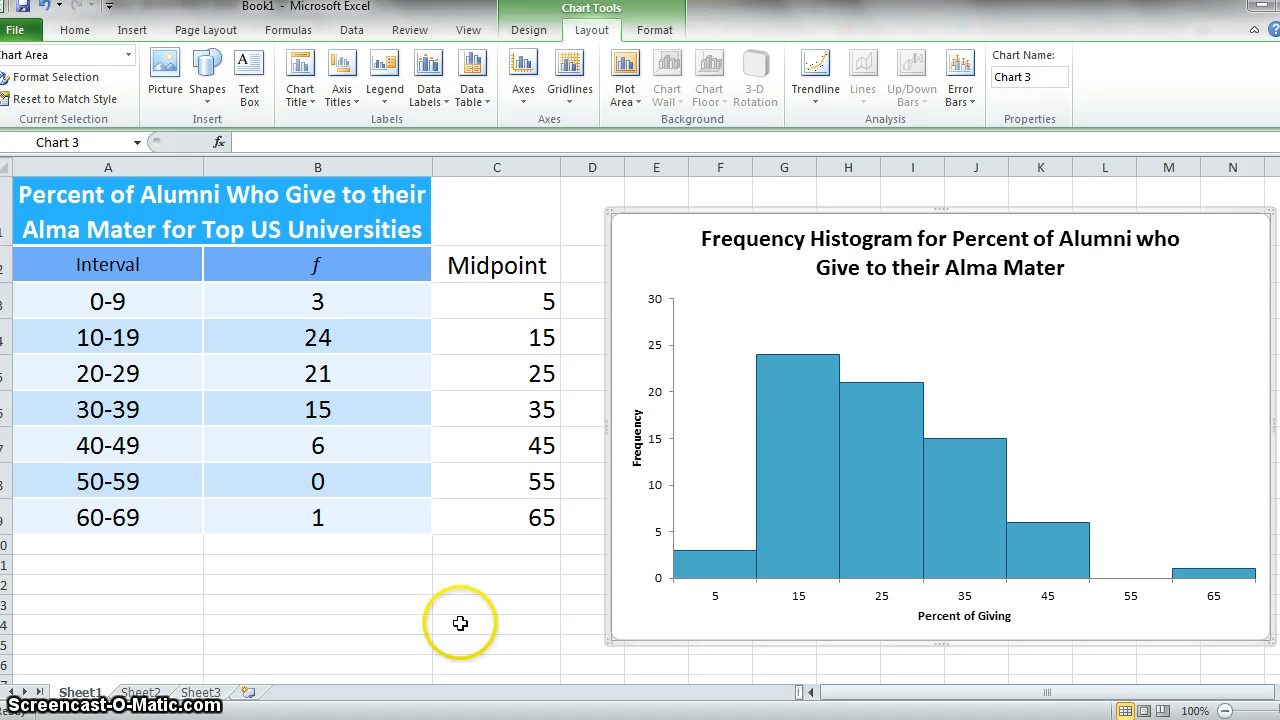 Book1 - Microsoft Excel
Chart Tools
File Home Insert Page Layout Formulas Data Review View Design Layout Format
Chart Area
Format Selection
Reset to Match Style
Current Selection
Picture Shapes Text Box
Insert
Chart Title Axis Titles Legend Data Labels Data Table
Labels
Axes Gridlines
Axes
Plot Area Chart Wall Chart Floor 3-D Rotation
Background
Trendline Lines Up/Down Bars Error Bars
Analysis
Chart Name:
Chart 3
Properties
Chart 3 fx
A B C D E F G H I J K L M N
Percent of Alumni Who Give to their
Alma Mater for Top US Universities
Interval f Midpoint
0-9 3 5
10-19 24 15
20-29 21 25
30-39 15 35
40-49 6 45
50-59 0 55
60-69 1 65
Frequency Histogram for Percent of Alumni who
Give to their Alma Mater
30
25
20
15
10
5
0
Frequency
5 15 25 35 45 55 65
Percent of Giving
Sheet1 Sheet2 Sheet3
Screencast-O-Matic.com
100%